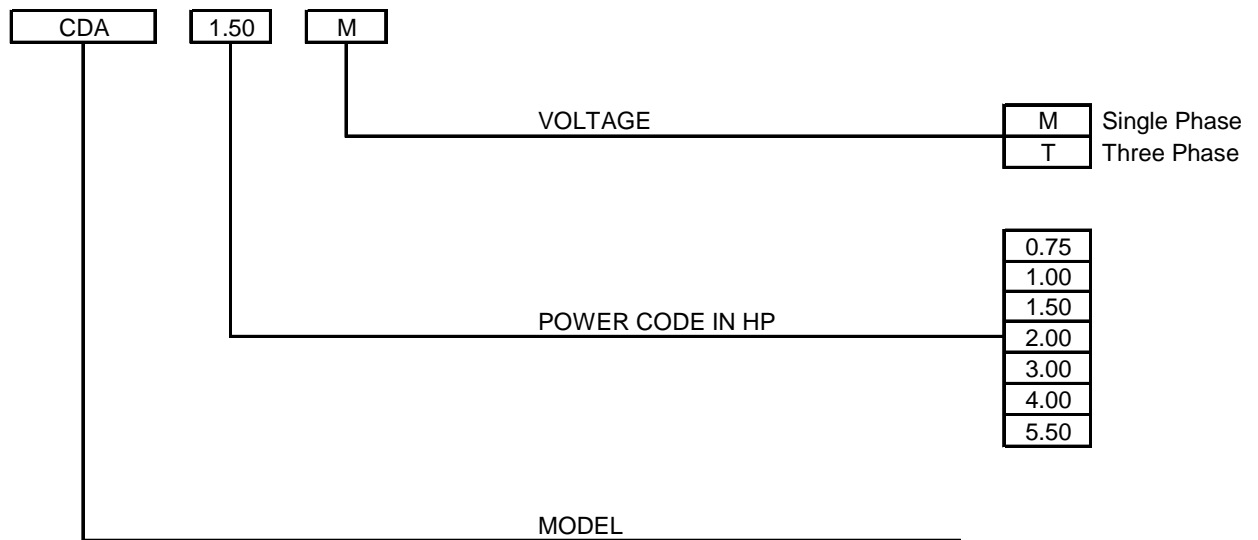 CDA 1.50 M
VOLTAGE M Single Phase
T Three Phase
0.75
1.00
1.50
POWER CODE IN HP
2.00
3.00
4.00
5.50
MODEL